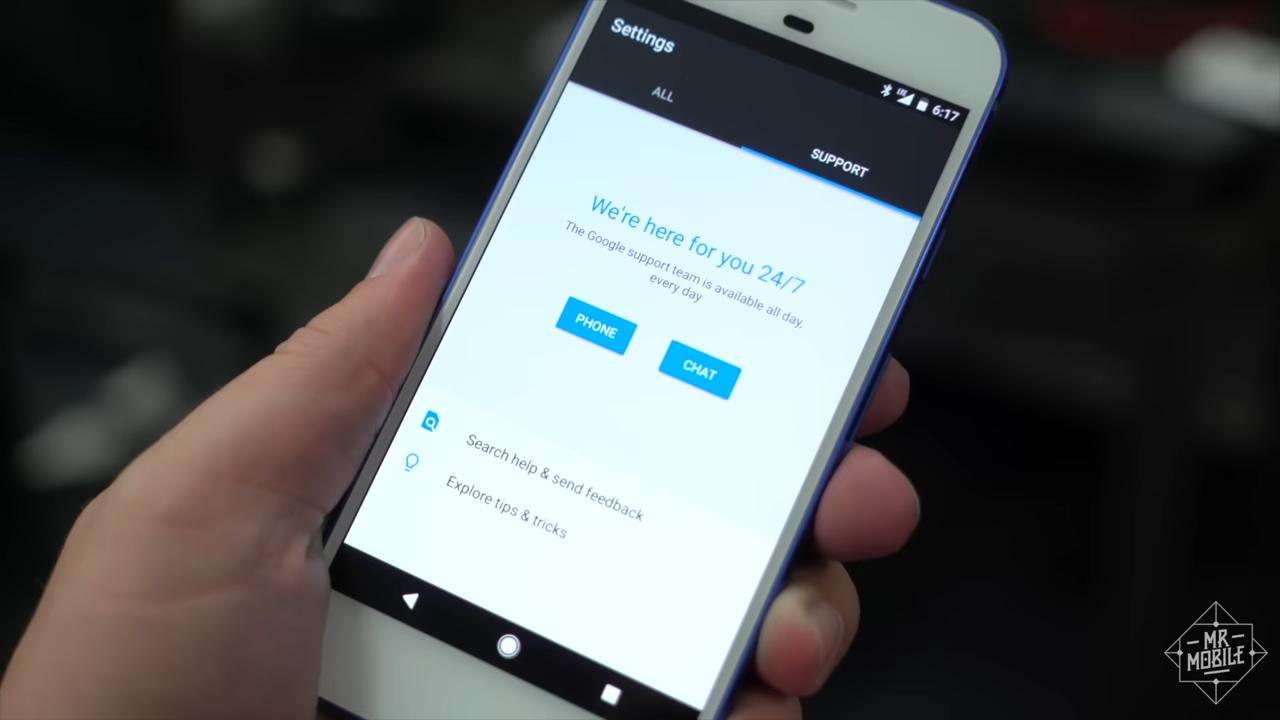 Settings
LTE 6:17
ALL
SUPPORT
We're here for you 24/7
The Google support team is available all day,
every day
PHONE
CHAT
Search help & send feedback
Explore tips & tricks
MR
MOBILE